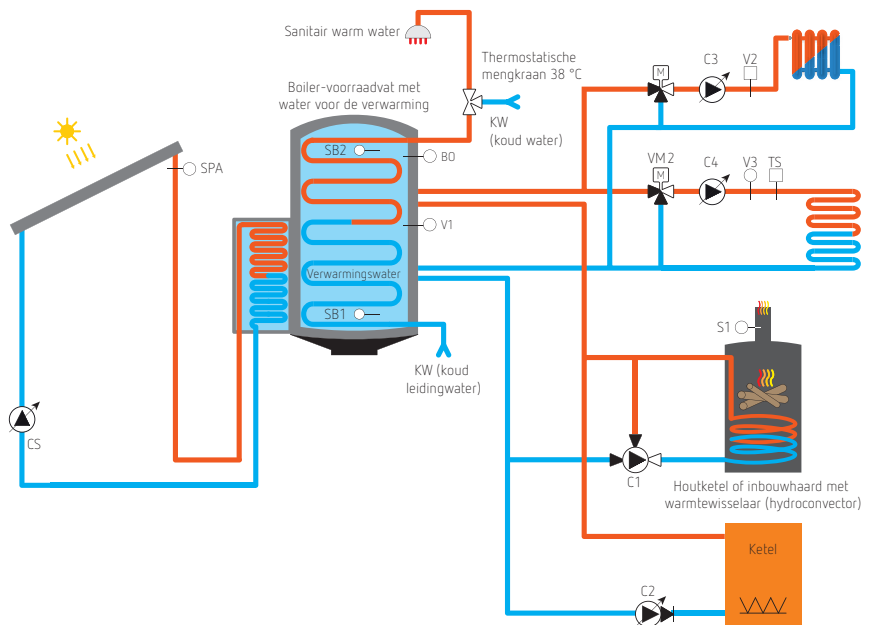 Sanitair warm water
Thermostatische
mengkraan 38 °C
KW
(koud water)
Boiler-voorraadvat met
water voor de verwarming
SB2
BO
V1
Verwarmingswater
SB1
KW (koud
leidingwater)
SPA
CS
M
C3
V2
VM2
M
C4
V3
TS
S1
C1
Houtketel of inbouwhaard met
warmtewisselaar (hydroconvector)
Ketel
C2